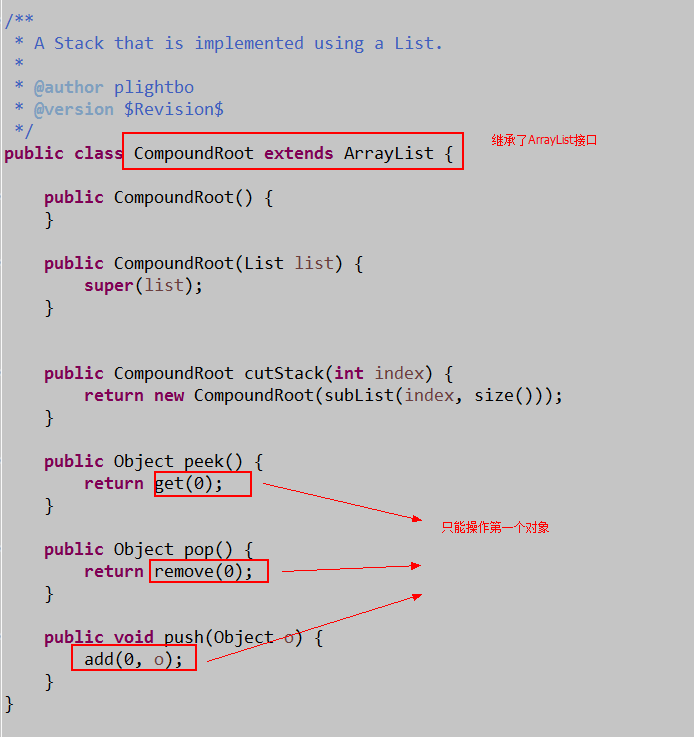 /**
 * A Stack that is implemented using a List.
 *
 * @author plightbo
 * @version $Revision$
 */
public class CompoundRoot extends ArrayList {
继承了ArrayList接口
    public CompoundRoot() {
    }
    public CompoundRoot(List list) {
        super(list);
    }
    public CompoundRoot cutStack(int index) {
        return new CompoundRoot(subList(index, size()));
    }
    public Object peek() {
        return get(0);
    }
只能操作第一个对象
    public Object pop() {
        return remove(0);
    }
    public void push(Object o) {
        add(0, o);
    }
}